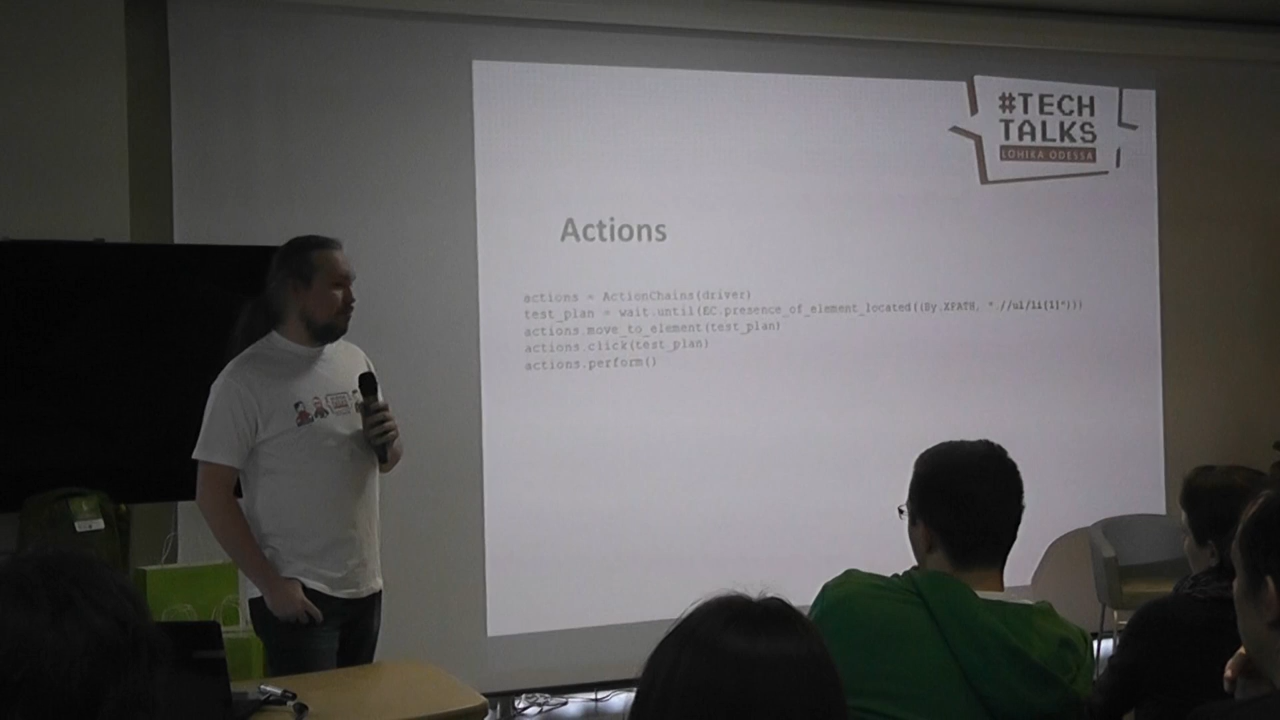 #TECH
TALKS
LOHIKA ODESSA
Actions
actions = ActionChains(driver)
test_plan = wait.until(EC.presence_of_element_located((By.XPATH, ".//ul/li[1]")))
actions.move_to_element(test_plan)
actions.click(test_plan)
actions.perform()